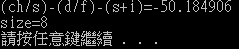 (ch/s)-(d/f)-(s+i)=-50.184906
size=8
請按任意鍵繼續 . . .